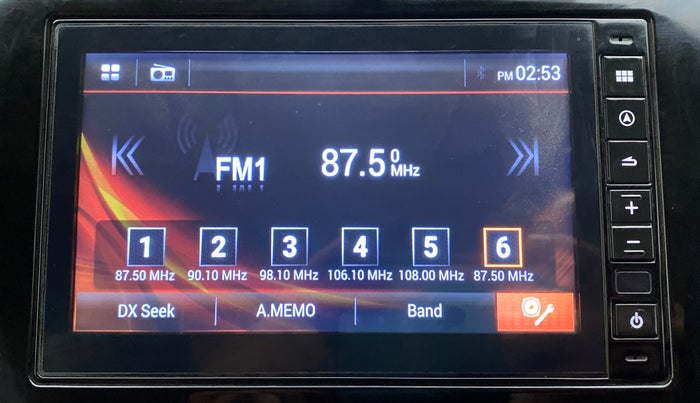 PM 02:53
FM1 87.50 MHz
1 2 3 4 5 6
87.50 MHz 90.10 MHz 98.10 MHz 106.10 MHz 108.00 MHz 87.50 MHz
DX Seek A.MEMO Band